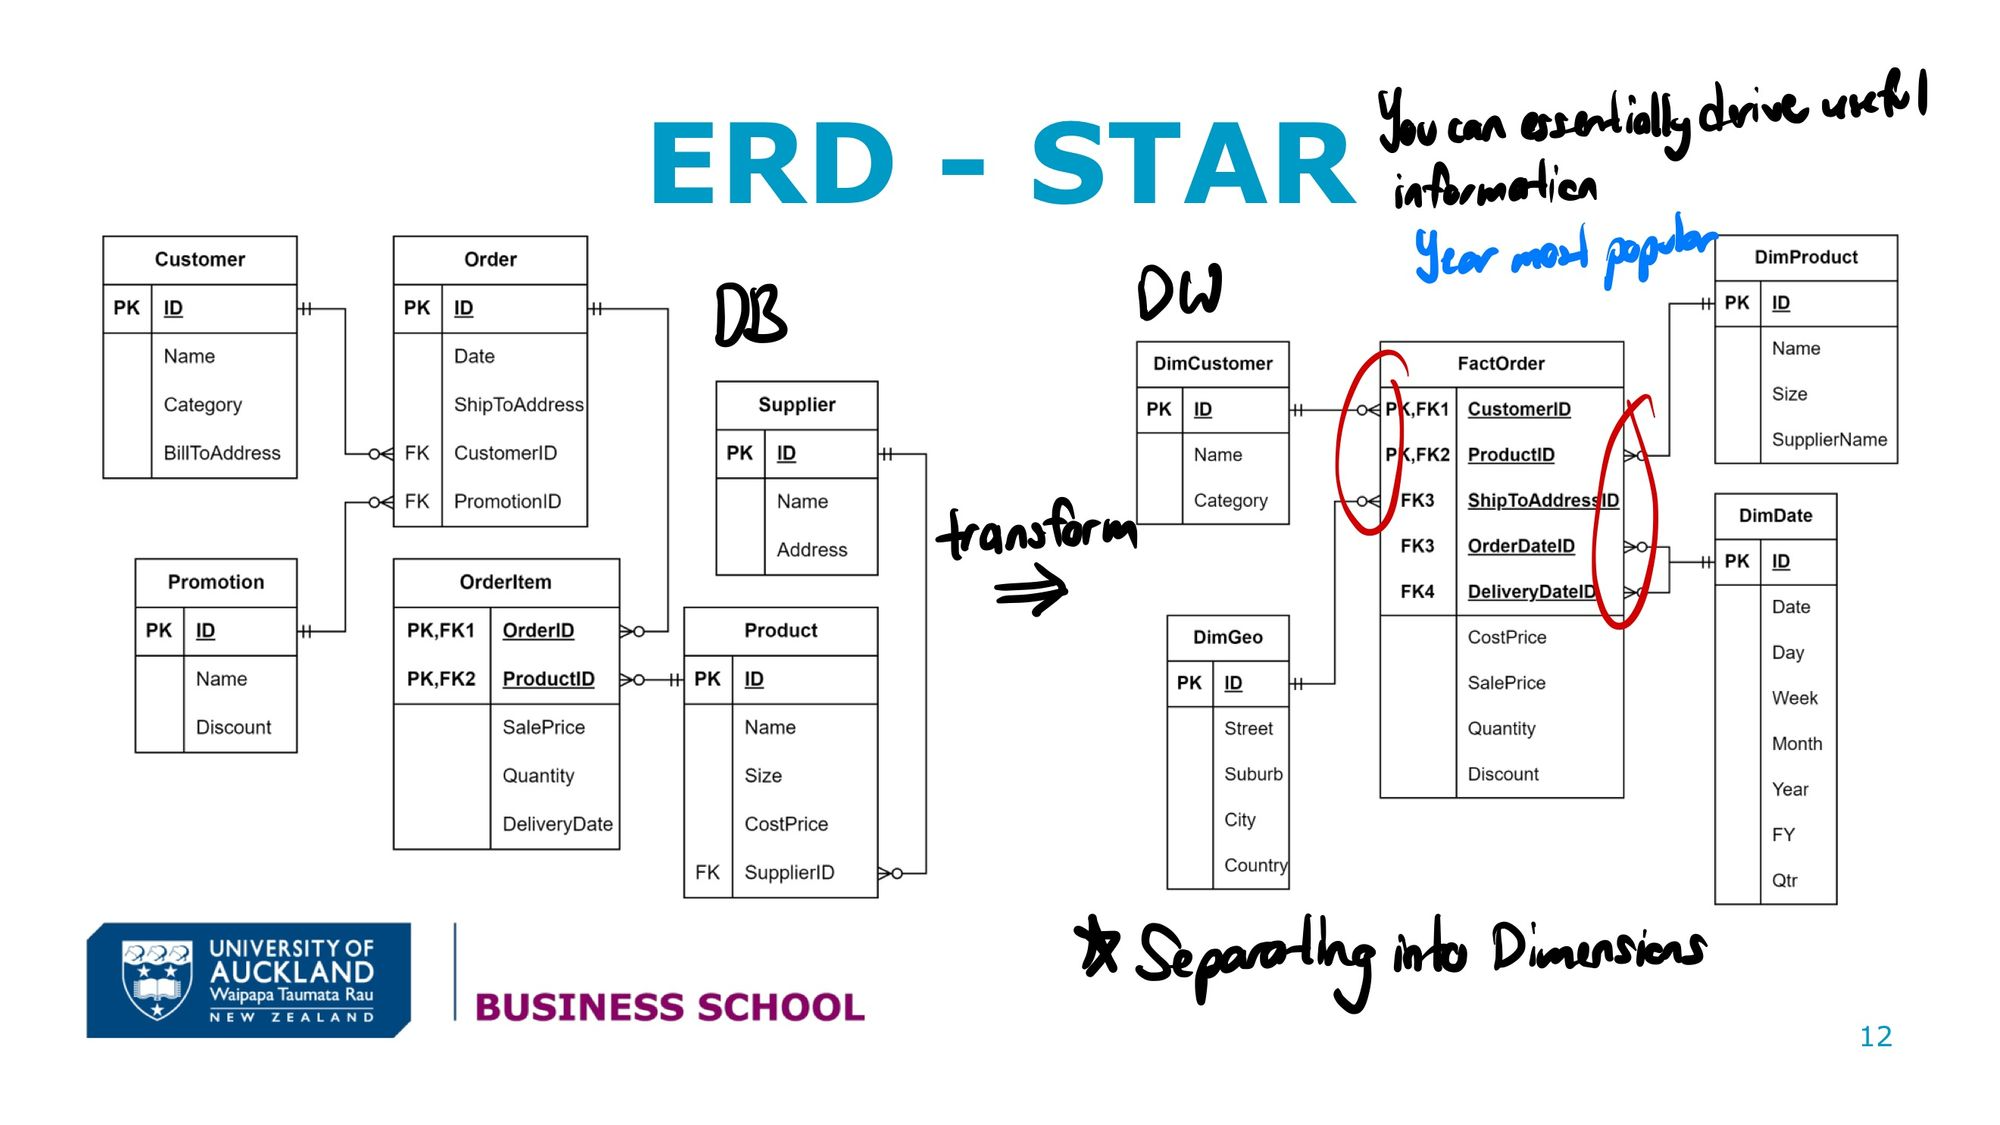 ERD - STAR
You can essentially derive useful
information
Year most popular
DB
DW
Customer
PK ID
Name
Category
BillToAddress
Order
PK ID
Date
ShipToAddress
FK CustomerID
FK PromotionID
Promotion
PK ID
Name
Discount
OrderItem
PK,FK1 OrderID
PK,FK2 ProductID
SalePrice
Quantity
DeliveryDate
Supplier
PK ID
Name
Address
Product
PK ID
Name
Size
CostPrice
FK SupplierID
transform
DimCustomer
PK ID
Name
Category
DimGeo
PK ID
Street
Suburb
City
Country
FactOrder
PK,FK1 CustomerID
PK,FK2 ProductID
FK3 ShipToAddressID
FK3 OrderDateID
FK4 DeliveryDateID
CostPrice
SalePrice
Quantity
Discount
DimProduct
PK ID
Name
Size
SupplierName
DimDate
PK ID
Date
Day
Week
Month
Year
FY
Qtr
Separating into Dimensions
UNIVERSITY OF
AUCKLAND
Waipapa Taumata Rau
NEW ZEALAND
BUSINESS SCHOOL
12